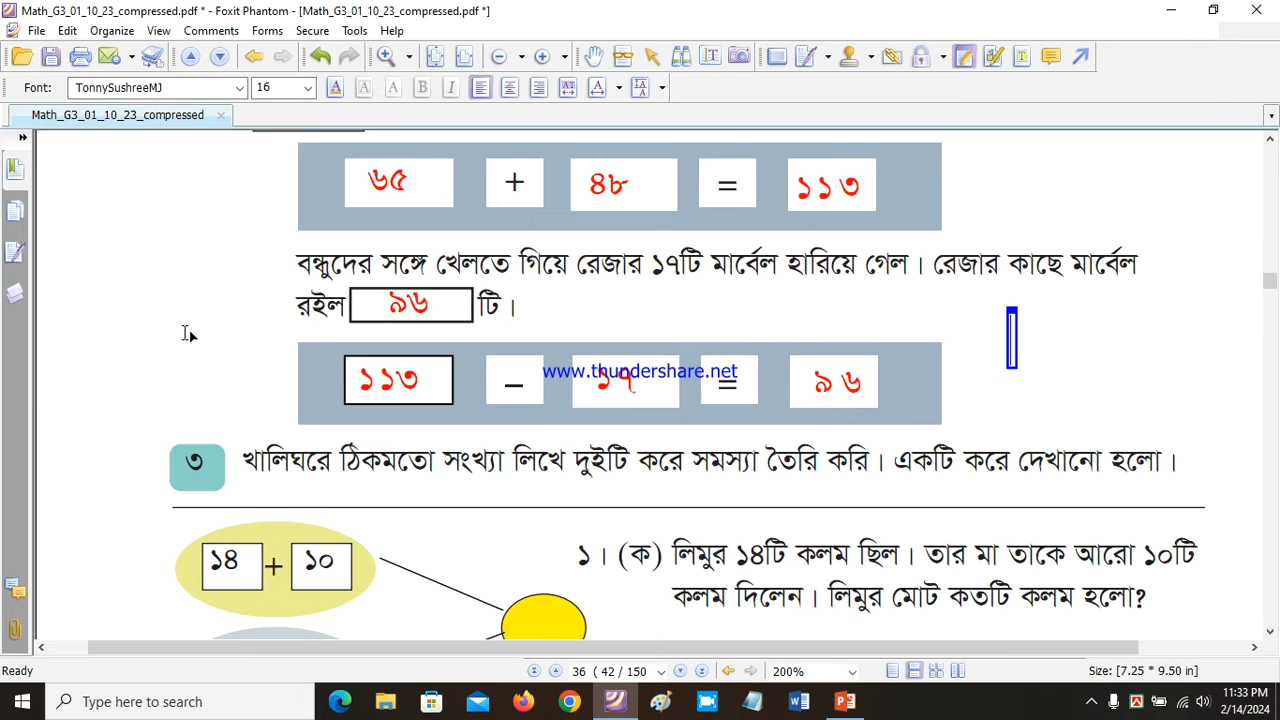 Math_G3_01_10_23_compressed.pdf * - Foxit Phantom - [Math_G3_01_10_23_compressed.pdf *]
File Edit Organize View Comments Forms Secure Tools Help
Font: TonnySushreeMJ 16
Math_G3_01_10_23_compressed
৬৫ + ৪৮ = ১১৩
বন্ধুদের সঙ্গে খেলতে গিয়ে রেজার ১৭টি মার্বেল হারিয়ে গেল। রেজার কাছে মার্বেল
রইল ৯৬ টি।
১১৩ – ১৭ = ৯৬
www.thundershare.net
৩ খালিঘরে ঠিকমতো সংখ্যা লিখে দুইটি করে সমস্যা তৈরি করি। একটি করে দেখানো হলো।
১৪ + ১০
১। (ক) লিমুর ১৪টি কলম ছিল। তার মা তাকে আরো ১০টি
কলম দিলেন। লিমুর মোট কতটি কলম হলো?
Ready 36 ( 42 / 150 200% Size: [7.25 * 9.50 in]
Type here to search 11:33 PM
2/14/2024